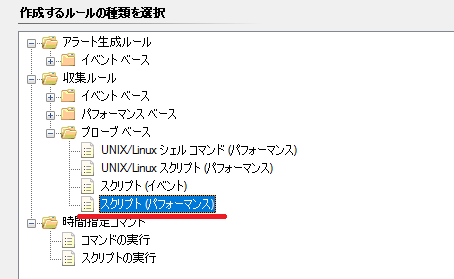 作成するルールの種類を選択
アラート生成ルール
イベント ベース
収集ルール
イベント ベース
パフォーマンス ベース
プローブ ベース
UNIX/Linux シェル コマンド (パフォーマンス)
UNIX/Linux スクリプト (パフォーマンス)
スクリプト (イベント)
スクリプト (パフォーマンス)
時間指定コマンド
コマンドの実行
スクリプトの実行